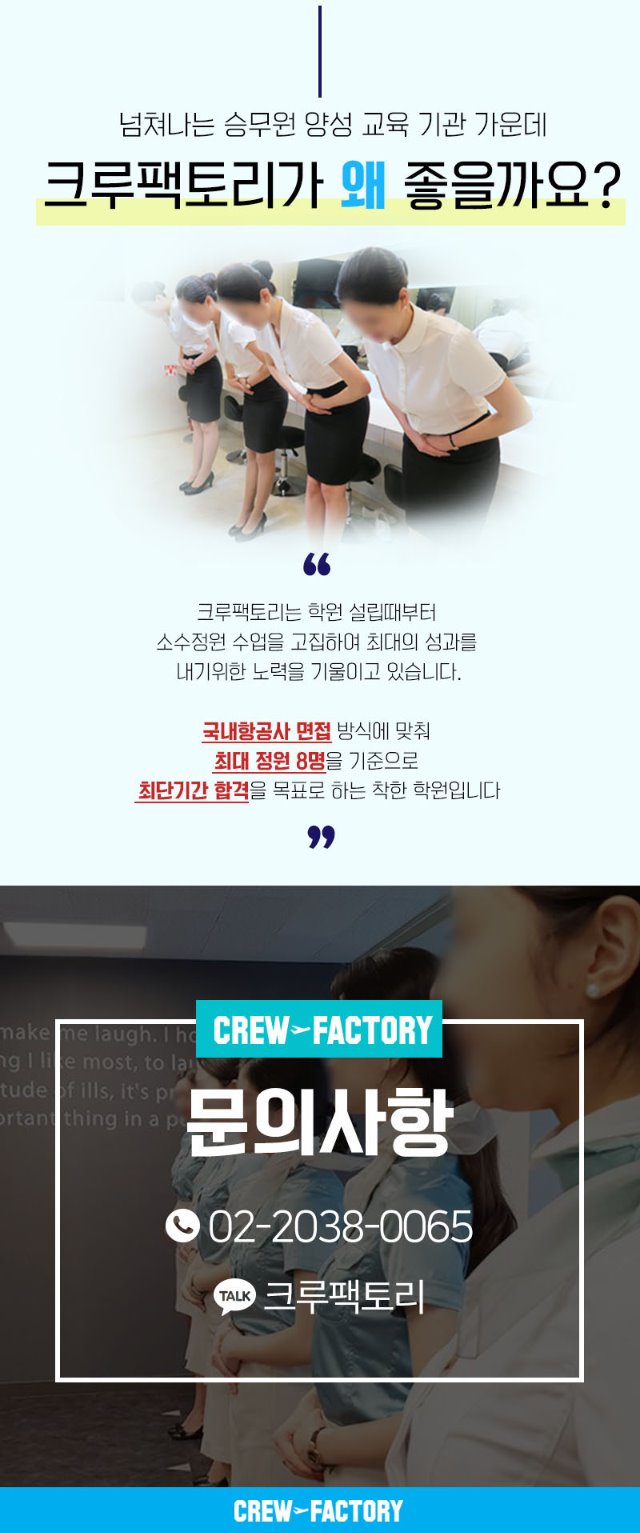 넘쳐나는 승무원 양성 교육 기관 가운데
크루팩토리가 왜 좋을까요?
“
크루팩토리는 학원 설립때부터
소수정원 수업을 고집하여 최대의 성과를
내기위한 노력을 기울이고 있습니다.
국내항공사 면접 방식에 맞춰
최대 정원 8명을 기준으로
최단기간 합격을 목표로 하는 착한 학원입니다
”
CREW FACTORY
make me laugh. I
g I like most, to
of ills, it's
thing in a
문의사항
02-2038-0065
TALK 크루팩토리
CREW FACTORY